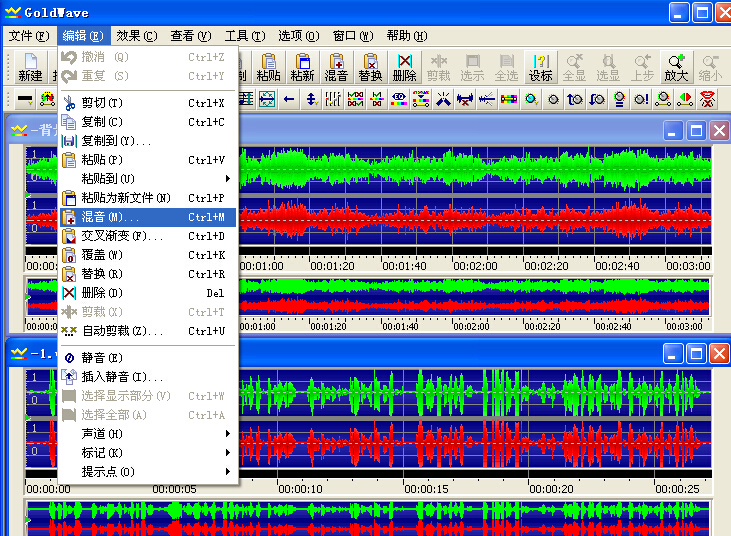 GoldWave
文件(F) 编辑(E) 效果(C) 查看(V) 工具(T) 选项(O) 窗口(W) 帮助(H)
新建 粘贴 粘新 混音 替换 删除 剪裁 选示 全选 设标 全显 选显 上步 放大 缩小
撤消 (Q) Ctrl+Z
重复 (S) Ctrl+Y
剪切(T) Ctrl+X
复制(C) Ctrl+C
复制到(Y)...
粘贴(P) Ctrl+V
粘贴到(U)
粘贴为新文件(N) Ctrl+P
混音(M)... Ctrl+M
交叉渐变(F)... Ctrl+D
覆盖(W) Ctrl+K
替换(R) Ctrl+R
删除(D) Del
剪裁(X) Ctrl+T
自动剪裁(Z)... Ctrl+U
静音(E)
插入静音(I)...
选择显示部分(V) Ctrl+W
选择全部(A) Ctrl+A
声道(H)
标记(K)
提示点(O)
1
0
1
0
00:01:00 00:01:20 00:01:40 00:02:00 00:02:20 00:02:40 00:03:00
00:01:00 00:01:20 00:01:40 00:02:00 00:02:20 00:02:40 00:03:00
1
0
1
0
00:00:00 00:00:05 00:00:10 00:00:15 00:00:20 00:00:25